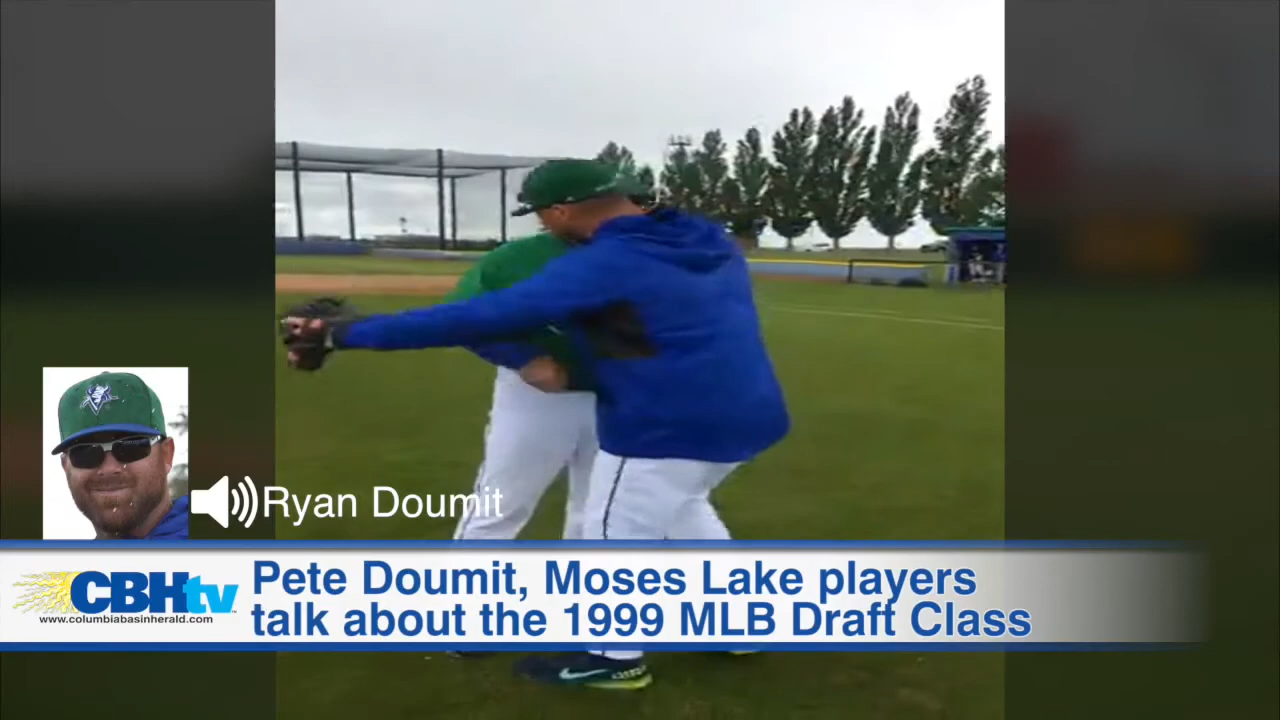 Ryan Doumit
Pete Doumit, Moses Lake players
talk about the 1999 MLB Draft Class
CBHtv
www.columbiabasinherald.com